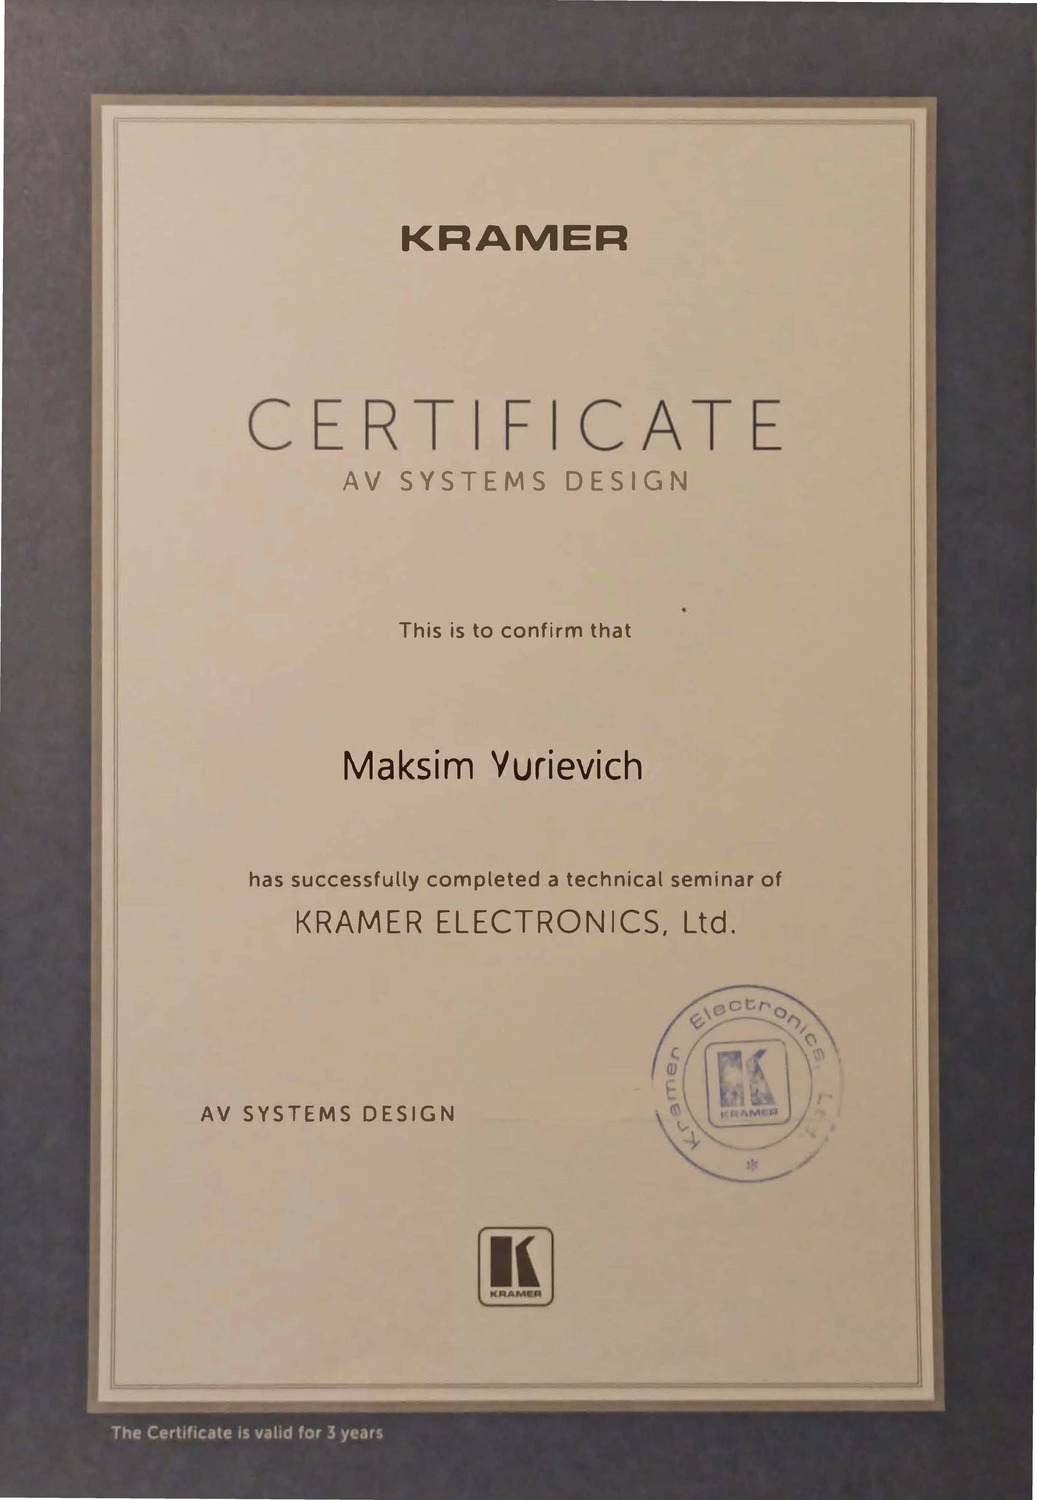 KRAMER
CERTIFICATE
AV SYSTEMS DESIGN
This is to confirm that
Maksim Yurievich
has successfully completed a technical seminar of
KRAMER ELECTRONICS, Ltd.
Kramer Electronics, Ltd.
KRAMER
*
AV SYSTEMS DESIGN
K
KRAMER
The Certificate is valid for 3 years